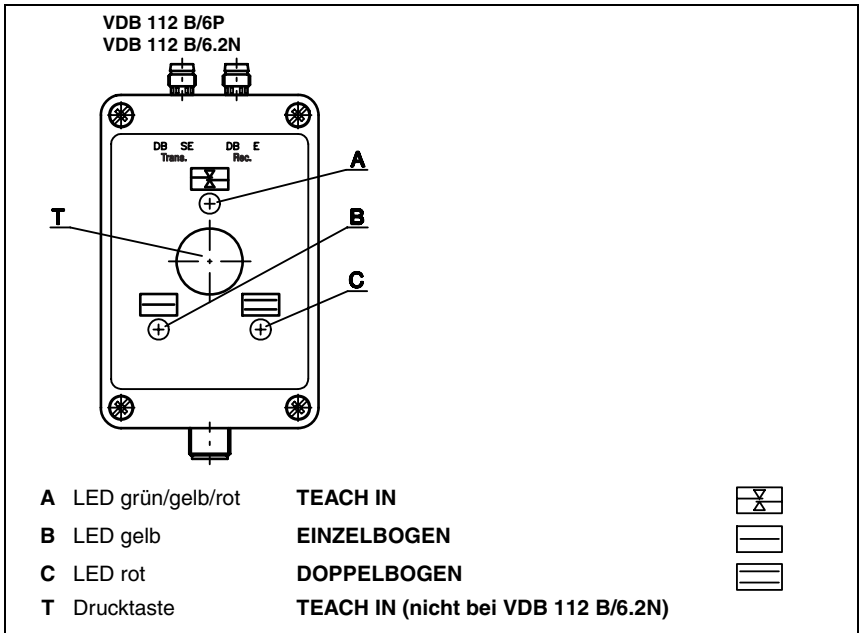 VDB 112 B/6P
VDB 112 B/6.2N
DB SE DB E
Trans. Rec.
A
T
B
C
A LED grün/gelb/rot TEACH IN
B LED gelb EINZELBOGEN
C LED rot DOPPELBOGEN
T Drucktaste TEACH IN (nicht bei VDB 112 B/6.2N)